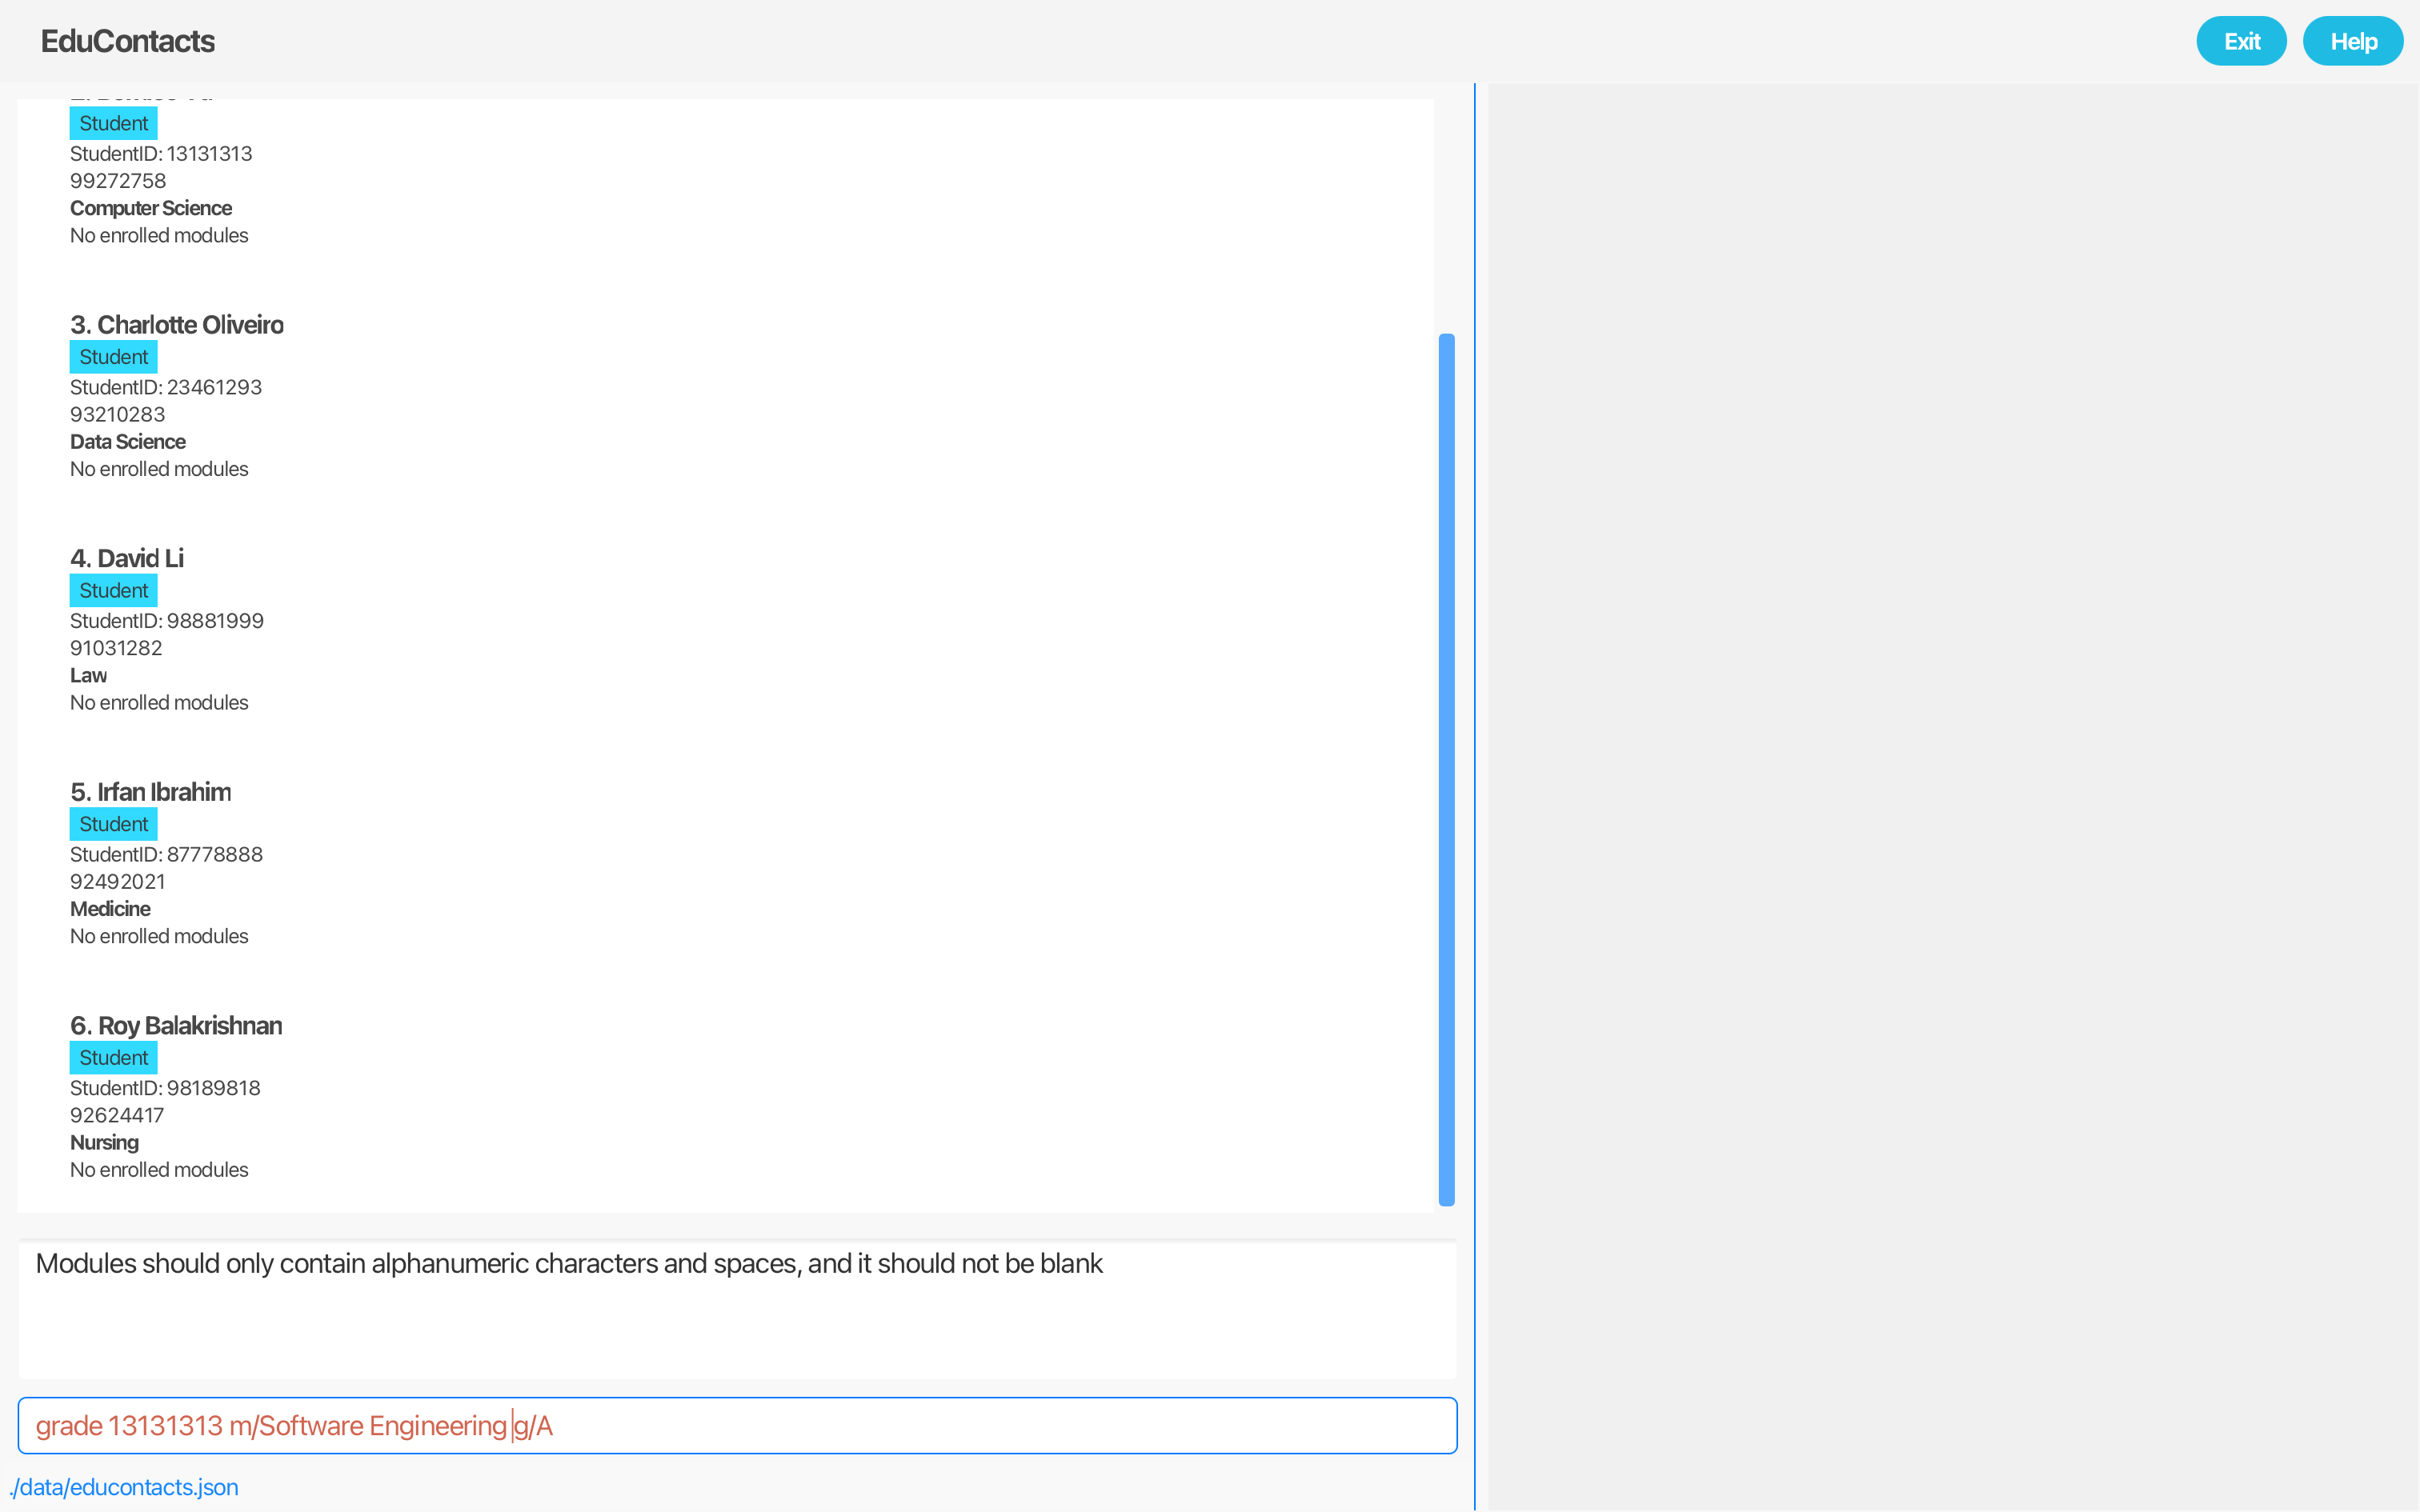 EduContacts
Exit
Help
Student
StudentID: 13131313
99272758
Computer Science
No enrolled modules
3. Charlotte Oliveiro
Student
StudentID: 23461293
93210283
Data Science
No enrolled modules
4. David Li
Student
StudentID: 98881999
91031282
Law
No enrolled modules
5. Irfan Ibrahim
Student
StudentID: 87778888
92492021
Medicine
No enrolled modules
6. Roy Balakrishnan
Student
StudentID: 98189818
92624417
Nursing
No enrolled modules
Modules should only contain alphanumeric characters and spaces, and it should not be blank
grade 13131313 m/Software Engineering g/A
./data/educontacts.json